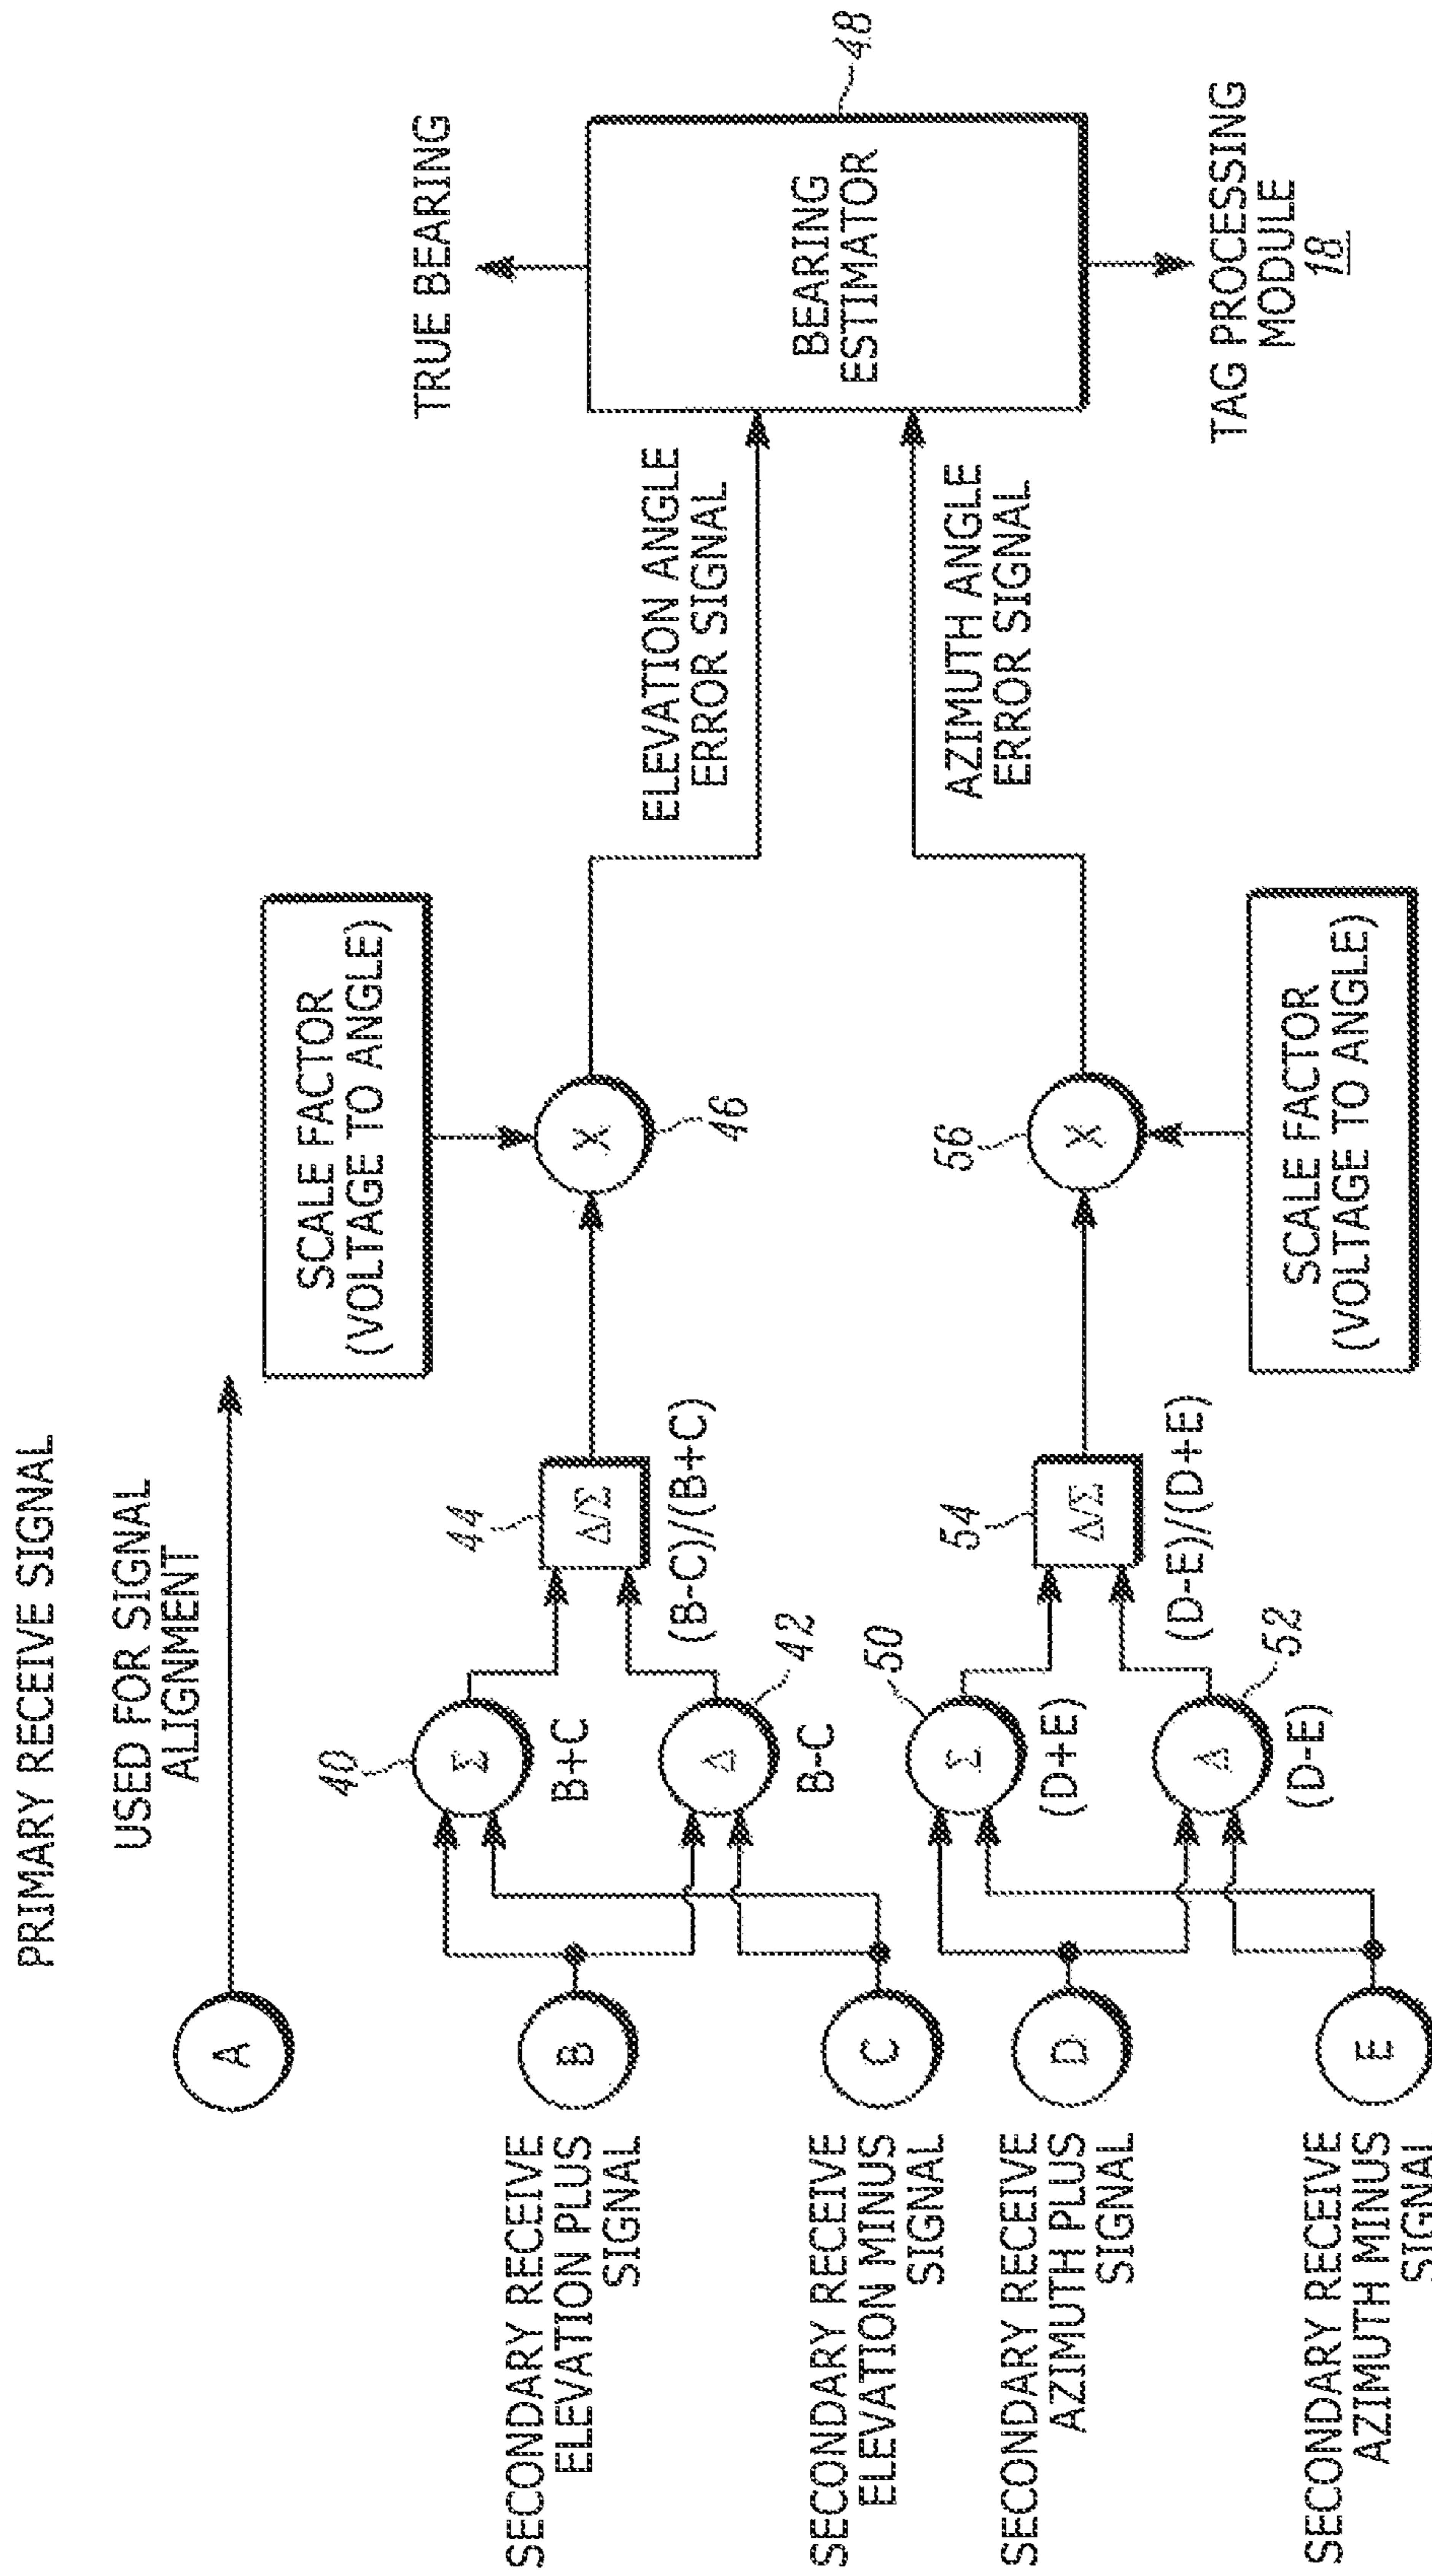 PRIMARY RECEIVE SIGNAL
USED FOR SIGNAL
ALIGNMENT
A
SCALE FACTOR
(VOLTAGE TO ANGLE)
TRUE BEARING
SECONDARY RECEIVE
ELEVATION PLUS
SIGNAL
B
40
Σ
B+C
44
Δ/Σ
(B-C)/(B+C)
X
46
ELEVATION ANGLE
ERROR SIGNAL
BEARING
ESTIMATOR
48
SECONDARY RECEIVE
ELEVATION MINUS
SIGNAL
C
Δ
42
B-C
SECONDARY RECEIVE
AZIMUTH PLUS
SIGNAL
D
50
Σ
(D+E)
54
Δ/Σ
(D-E)/(D+E)
56
X
AZIMUTH ANGLE
ERROR SIGNAL
TAG PROCESSING
MODULE
18
SECONDARY RECEIVE
AZIMUTH MINUS
SIGNAL
E
Δ
52
(D-E)
SCALE FACTOR
(VOLTAGE TO ANGLE)